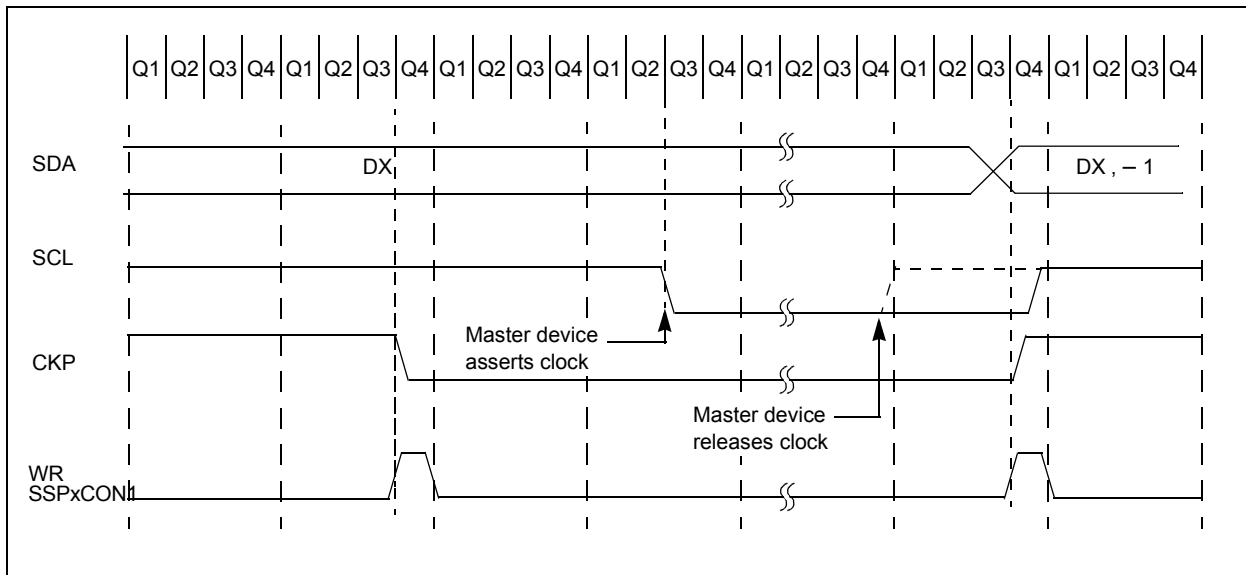 Q1 Q2 Q3 Q4 Q1 Q2 Q3 Q4 Q1 Q2 Q3 Q4 Q1 Q2 Q3 Q4 Q1 Q2 Q3 Q4 Q1 Q2 Q3 Q4 Q1 Q2 Q3 Q4
SDA
DX
DX , – 1
SCL
Master device
asserts clock
CKP
Master device
releases clock
WR
SSPxCON1